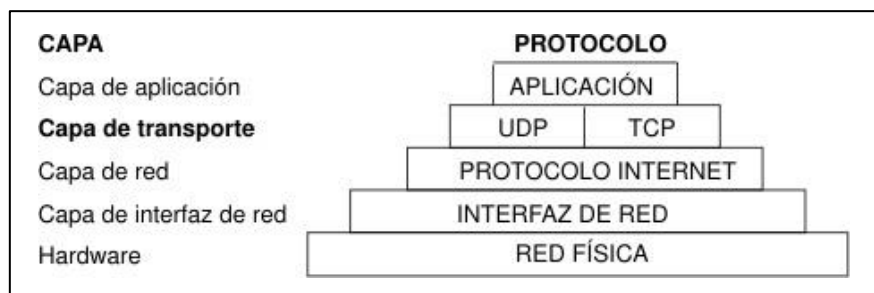 CAPA PROTOCOLO
Capa de aplicación APLICACIÓN
Capa de transporte UDP TCP
Capa de red PROTOCOLO INTERNET
Capa de interfaz de red INTERFAZ DE RED
Hardware RED FÍSICA